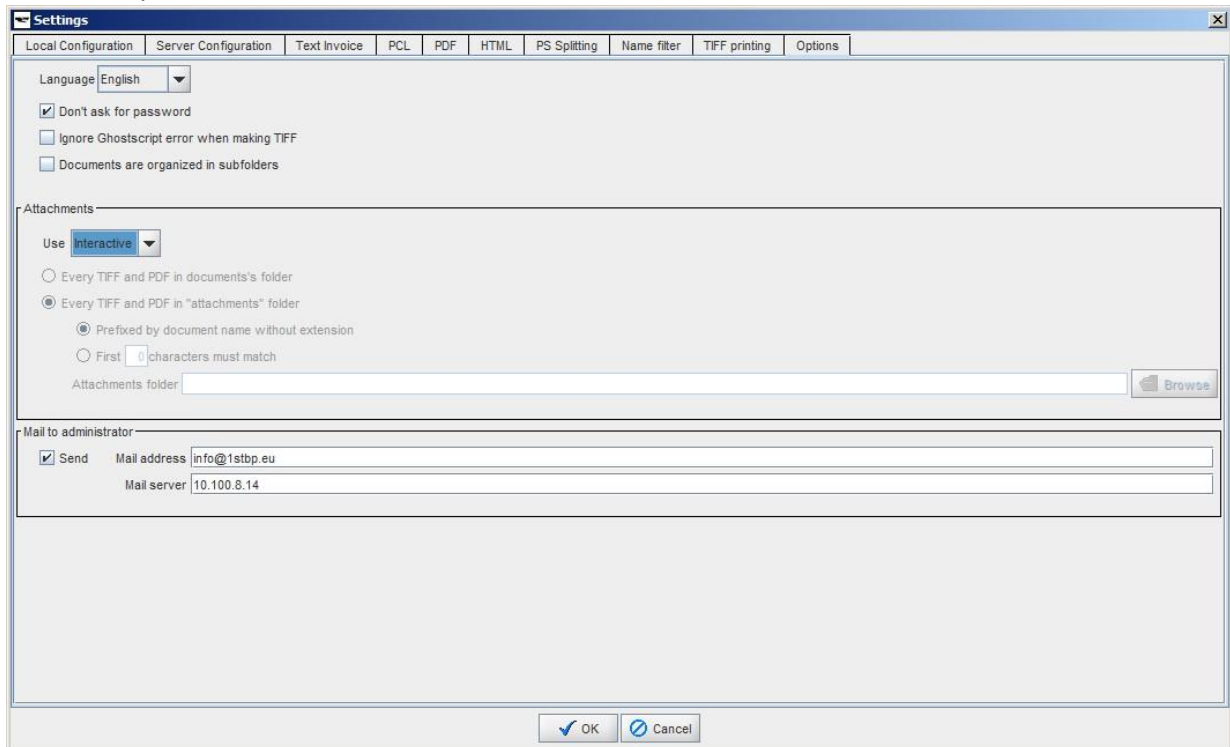 Settings
Local Configuration Server Configuration Text Invoice PCL PDF HTML PS Splitting Name filter TIFF printing Options
Language English
Don't ask for password
Ignore Ghostscript error when making TIFF
Documents are organized in subfolders
Attachments
Use Interactive
Every TIFF and PDF in documents's folder
Every TIFF and PDF in "attachments" folder
Prefixed by document name without extension
First 0 characters must match
Attachments folder Browse
Mail to administrator
Send Mail address info@1stbp.eu
Mail server 10.100.8.14
OK Cancel